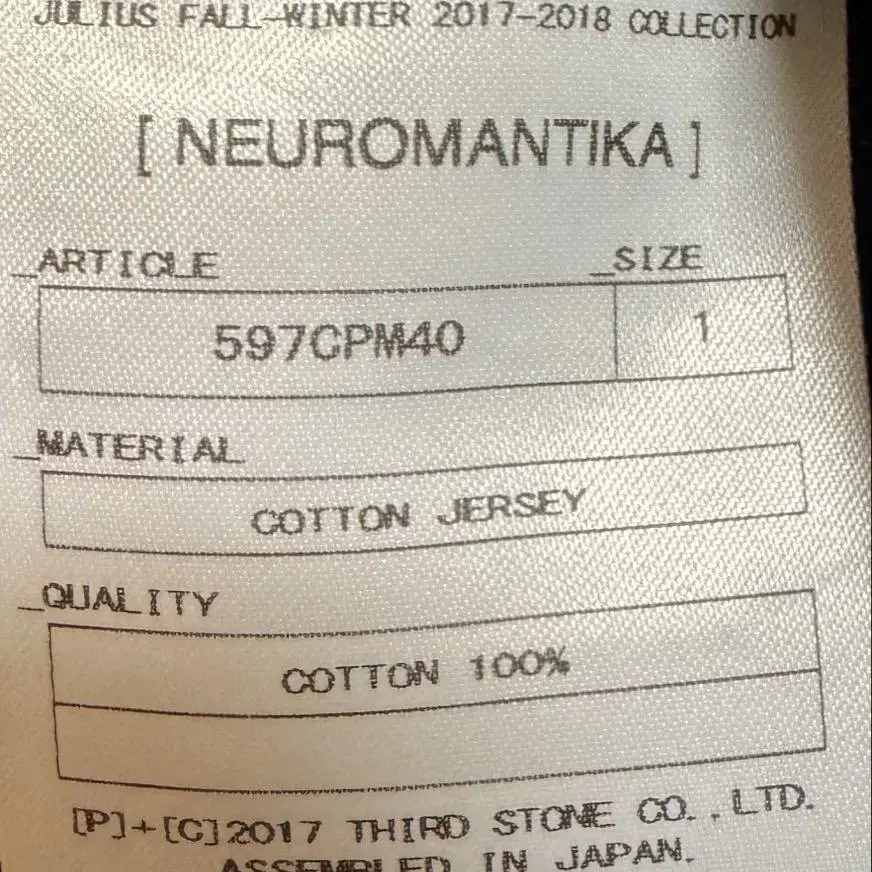 JULIUS FALL-WINTER 2017-2018 COLLECTION
[ NEUROMANTIKA ]
_ARTICLE _SIZE
597CPM40 1
_MATERIAL
COTTON JERSEY
_QUALITY
COTTON 100%
[P]+[C]2017 THIRD STONE CO.,LTD.
ASSEMBLED IN JAPAN.